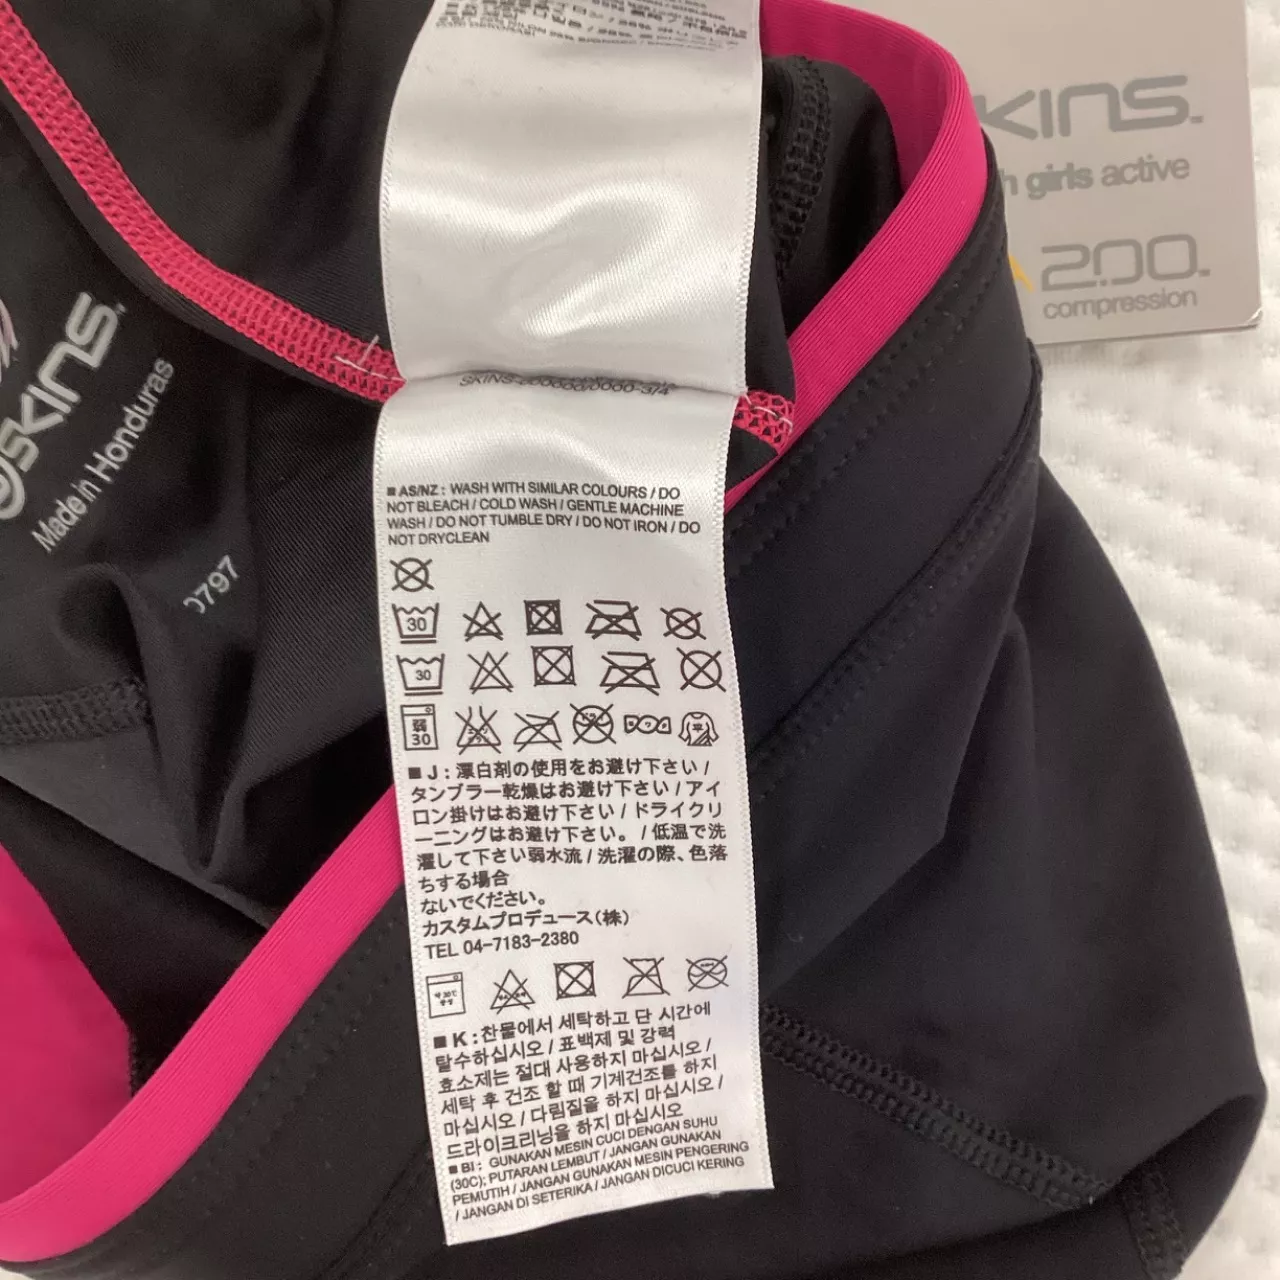 SKINS.
girls active
A200.
compression
SKINS
Made in Honduras
0797
■ AS/NZ : WASH WITH SIMILAR COLOURS / DO
NOT BLEACH / COLD WASH / GENTLE MACHINE
WASH / DO NOT TUMBLE DRY / DO NOT IRON / DO
NOT DRYCLEAN
30
30
弱
30
■ J : 漂白剤の使用をお避け下さい /
タンブラー乾燥はお避け下さい / アイ
ロン掛けはお避け下さい / ドライクリ
ーニングはお避け下さい。 / 低温で洗
濯して下さい弱水流 / 洗濯の際、色落
ちする場合
ないでください。
カスタムプロデュース(株)
TEL 04-7183-2380
■ K : 찬물에서 세탁하고 단 시간에
탈수하십시오 / 표백제 및 강력
효소제는 절대 사용하지 마십시오 /
세탁 후 건조 할 때 기계건조를 하지
마십시오 / 다림질을 하지 마십시오
드라이크리닝을 하지 마십시오
■ BI : GUNAKAN MESIN CUCI DENGAN SUHU
(30C); PUTARAN LEMBUT / JANGAN GUNAKAN
PEMUTIH / JANGAN GUNAKAN MESIN PENGERING
/ JANGAN DI SETERIKA / JANGAN DICUCI KERING